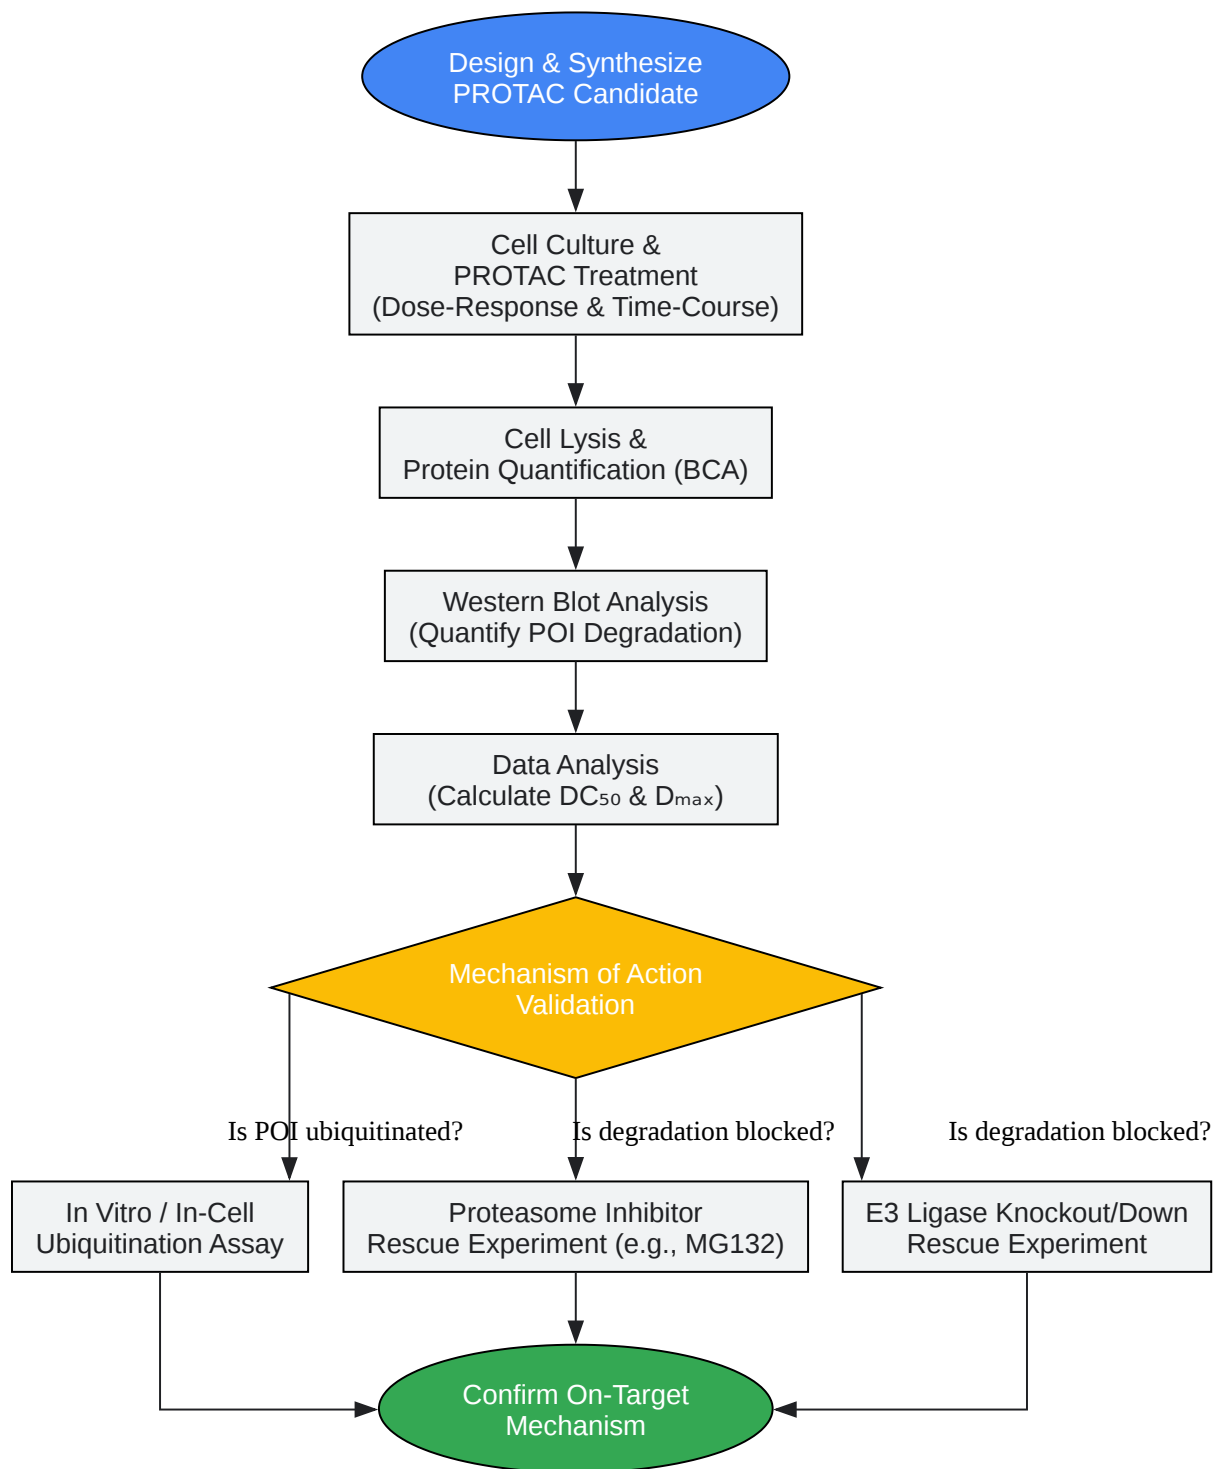 Design & Synthesize
PROTAC Candidate
Cell Culture &
PROTAC Treatment
(Dose-Response & Time-Course)
Cell Lysis &
Protein Quantification (BCA)
Western Blot Analysis
(Quantify POI Degradation)
Data Analysis
(Calculate DC₅₀ & Dₘₐₓ)
Mechanism of Action
Validation
Is POI ubiquitinated?
Is degradation blocked?
Is degradation blocked?
In Vitro / In-Cell
Ubiquitination Assay
Proteasome Inhibitor
Rescue Experiment (e.g., MG132)
E3 Ligase Knockout/Down
Rescue Experiment
Confirm On-Target
Mechanism